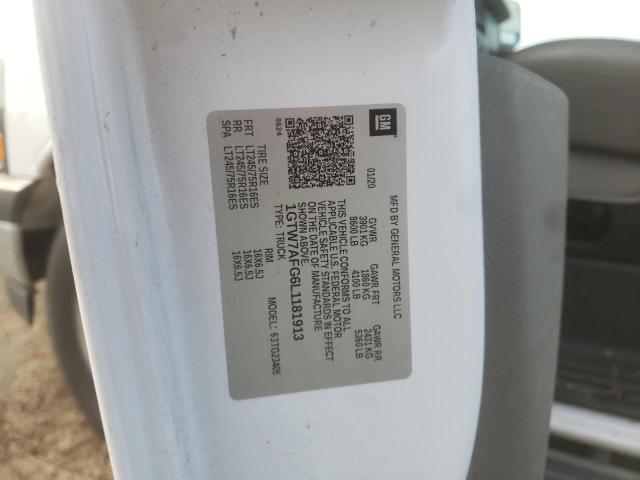 GM
MFD BY GENERAL MOTORS LLC
01/20
GVWR
3901 KG
8600 LB
GAWR FRT
1860 KG
4100 LB
GAWR RR
2431 KG
5360 LB
THIS VEHICLE CONFORMS TO ALL
APPLICABLE U.S. FEDERAL MOTOR
VEHICLE SAFETY STANDARDS IN EFFECT
ON THE DATE OF MANUFACTURE
SHOWN ABOVE.
1GTW7AFG6L1181913
TYPE: TRUCK
MODEL: 63TG23405
8624
TIRE SIZE
RIM
FRT LT245/75R16ES 16X6.5J
RR LT245/75R16ES 16X6.5J
SPA LT245/75R16ES 16X6.5J